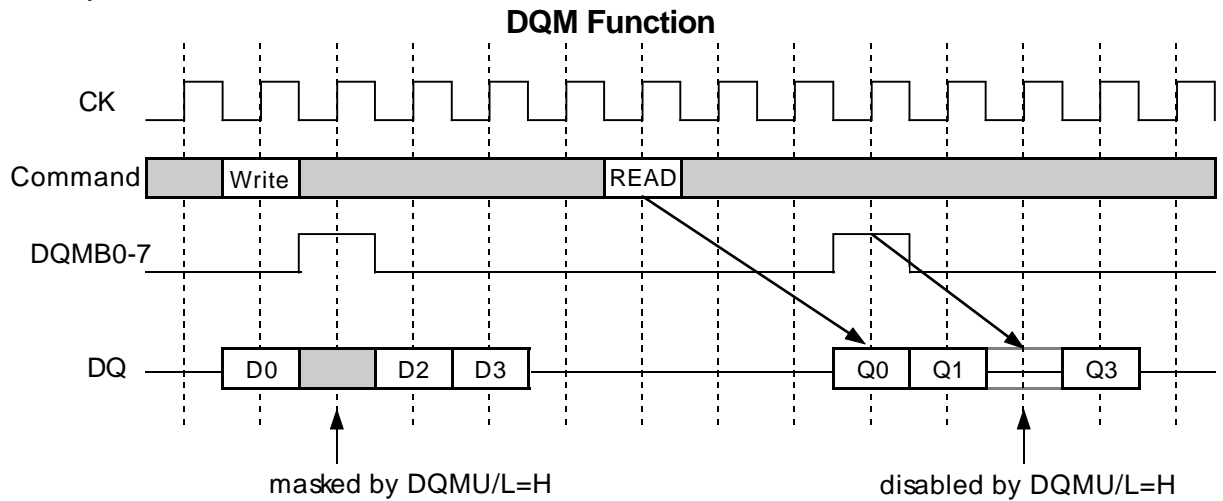 DQM Function
CK
Command
Write
READ
DQMB0-7
DQ
D0
D2
D3
Q0
Q1
Q3
masked by DQMU/L=H
disabled by DQMU/L=H